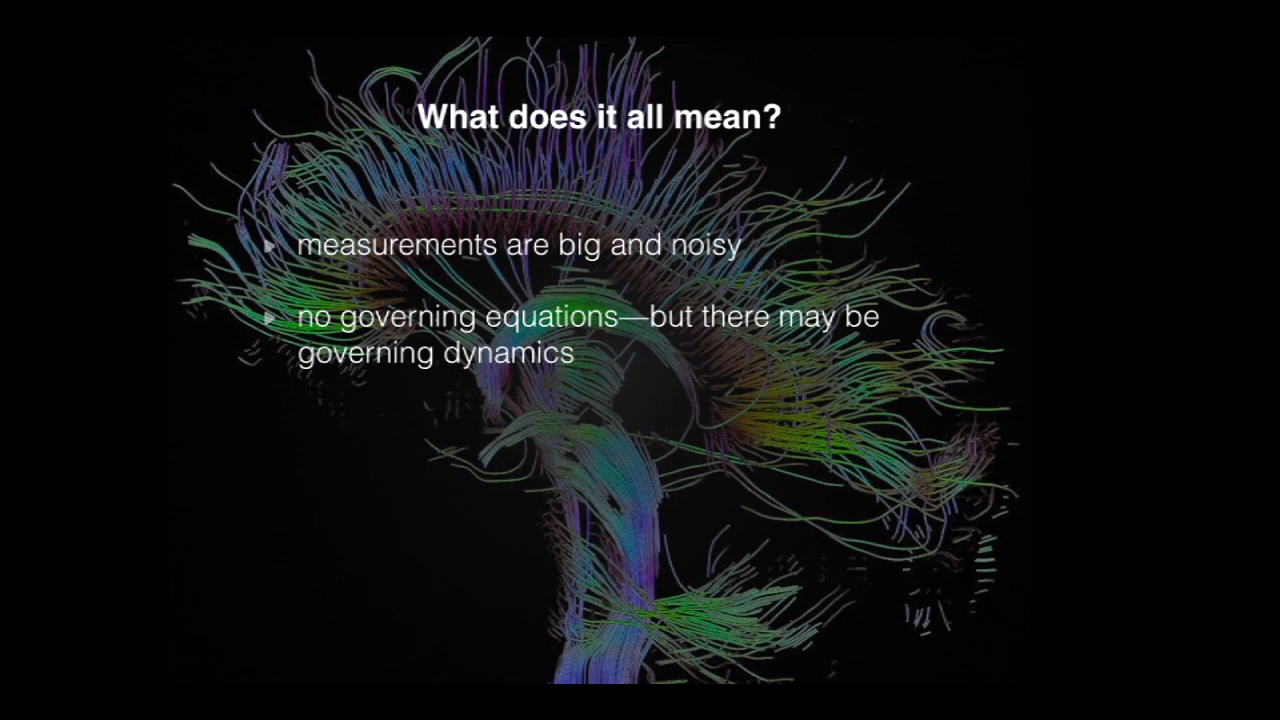 What does it all mean?
measurements are big and noisy
no governing equations—but there may be
governing dynamics